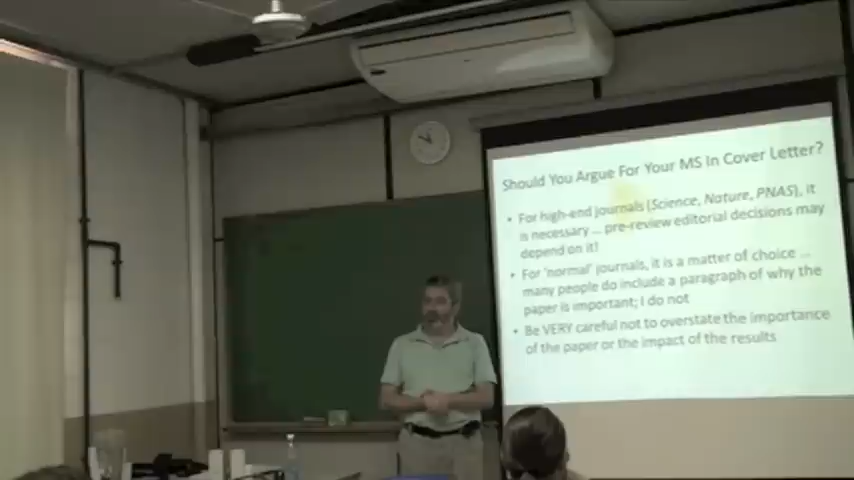 Should You Argue For Your MS In Cover Letter?
• For high-end journals (Science, Nature, PNAS), it
is necessary ... pre-review editorial decisions may
depend on it!
• For 'normal' journals, it is a matter of choice ...
many people do include a paragraph of why the
paper is important; I do not
• Be VERY careful not to overstate the importance
of the paper or the impact of the results